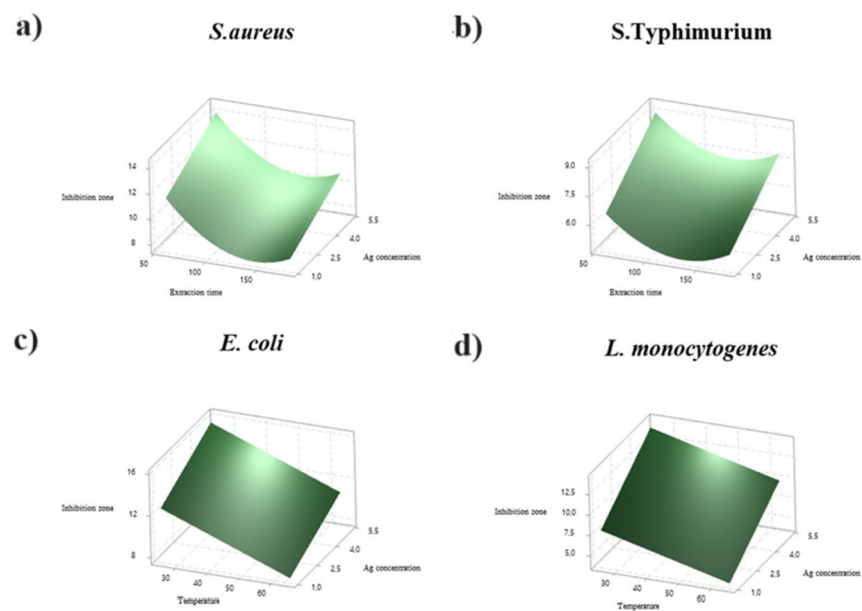 a)
S.aureus
14
12
10
8
Inhibition zone
50
100
150
Extraction time
5.5
4.0
2.5
1.0
Ag concentration
b)
S.Typhimurium
9.0
7.5
6.0
Inhibition zone
50
100
150
Extraction time
5.5
4.0
2.5
1.0
Ag concentration
c)
E. coli
16
12
8
Inhibition zone
30
40
50
60
Temperature
5.5
4.0
2.5
1.0
Ag concentration
d)
L. monocytogenes
12.5
10.0
7.5
5.0
Inhibition zone
30
40
50
60
Temperature
5.5
4.0
2.5
1.0
Ag concentration